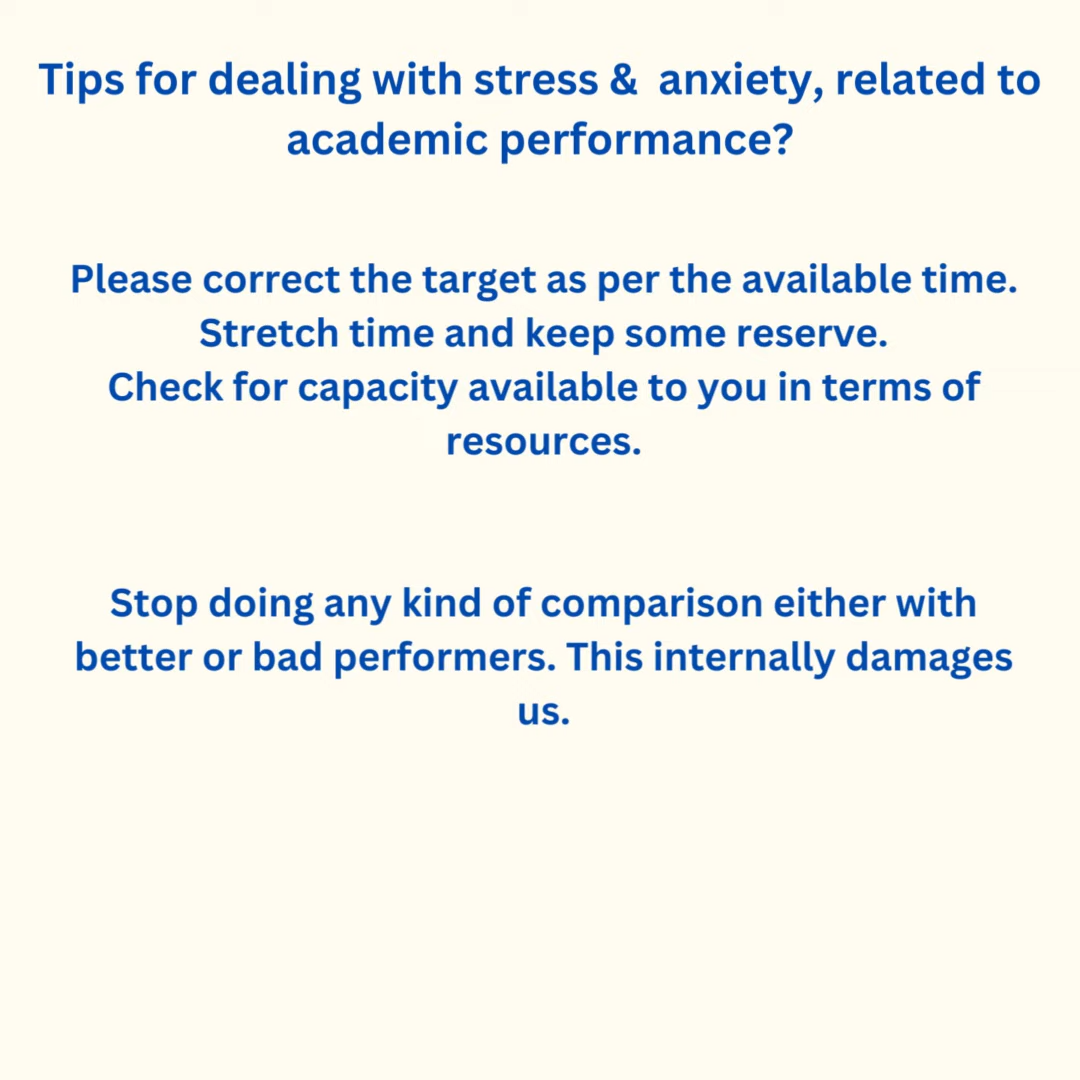 Tips for dealing with stress &  anxiety, related to
academic performance?
Please correct the target as per the available time.
Stretch time and keep some reserve.
Check for capacity available to you in terms of
resources.
Stop doing any kind of comparison either with
better or bad performers. This internally damages
us.